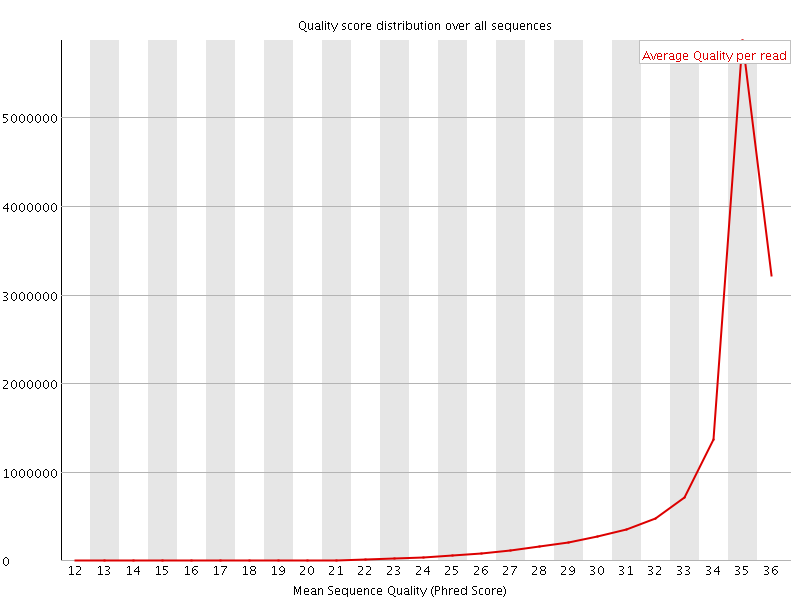 Quality score distribution over all sequences
Average Quality per read
5000000
4000000
3000000
2000000
1000000
0
12 13 14 15 16 17 18 19 20 21 22 23 24 25 26 27 28 29 30 31 32 33 34 35 36
Mean Sequence Quality (Phred Score)